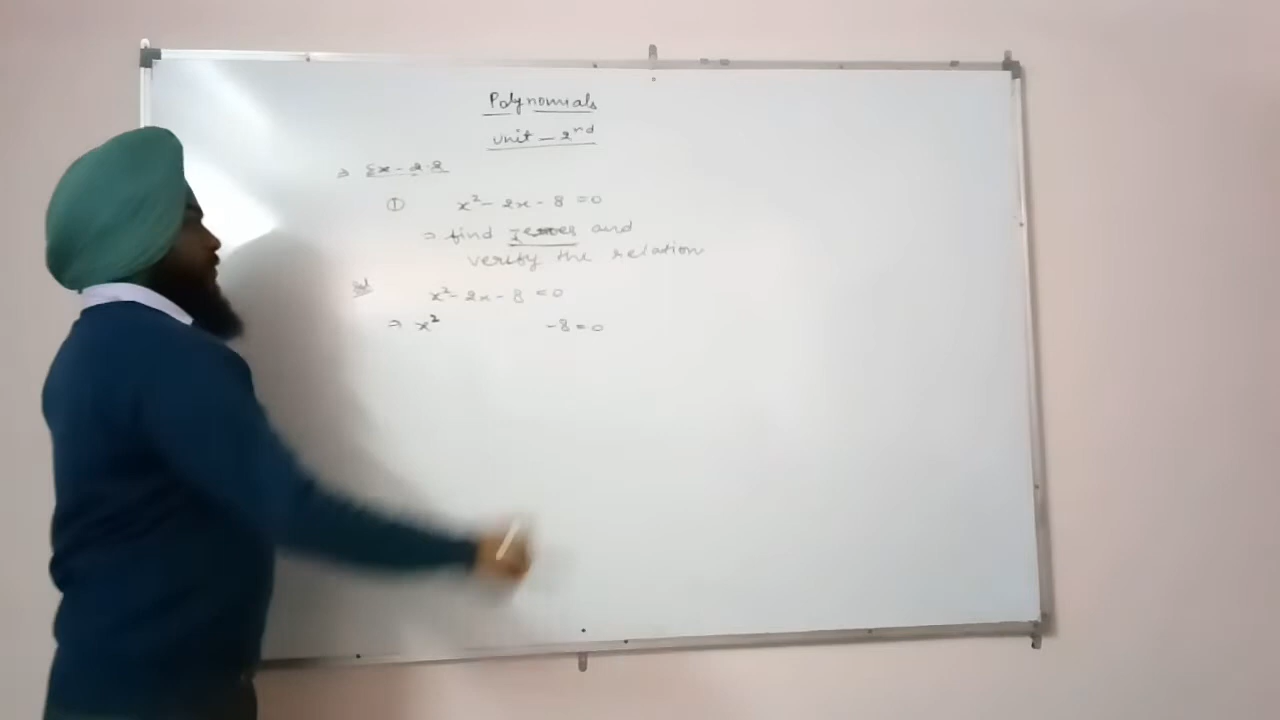 Polynomials
Unit - 2nd
⇒ Ex - 2.2
① x² - 2x - 8 = 0
⇒ find zeroes and
verify the relation
Sol x² - 2x - 8 = 0
⇒ x² -8 = 0